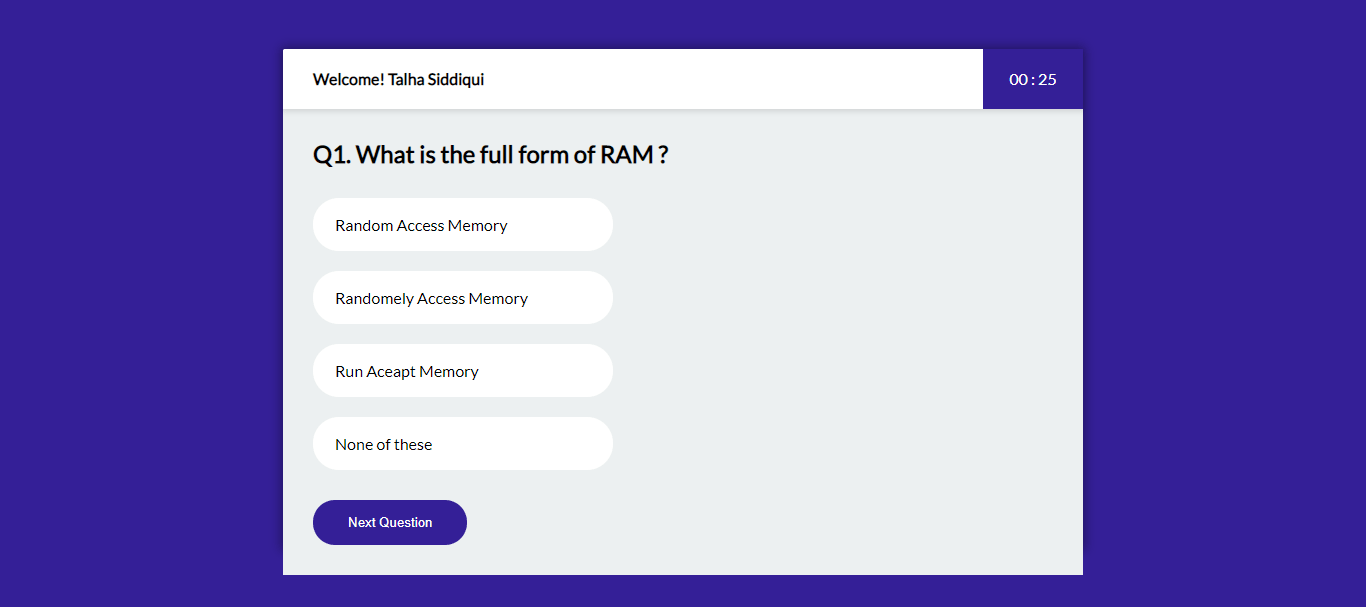 Welcome! Talha Siddiqui
00 : 25
Q1. What is the full form of RAM ?
Random Access Memory
Randomely Access Memory
Run Aceapt Memory
None of these
Next Question